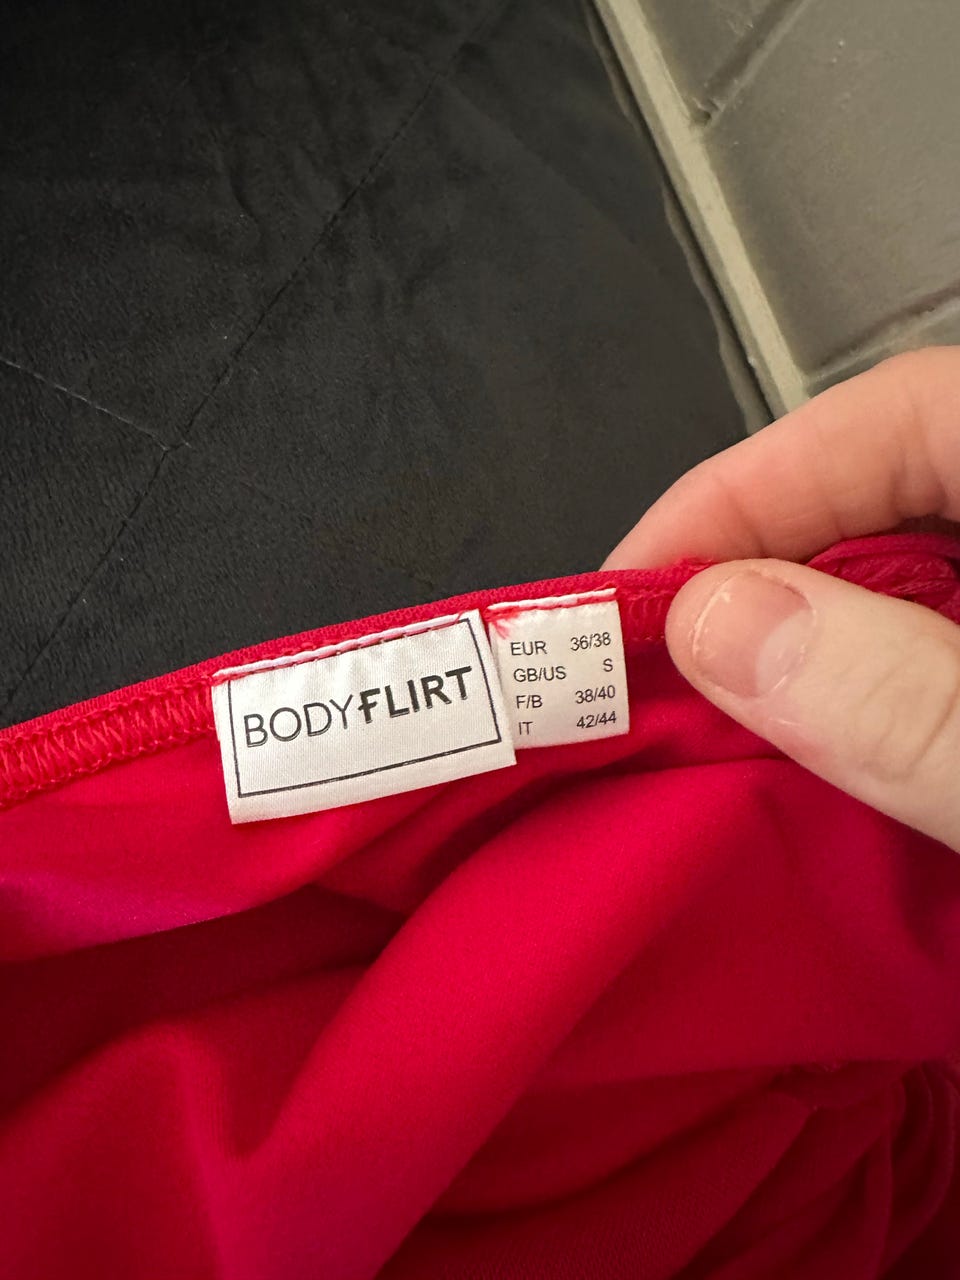 BODYFLIRT
EUR 36/38
GB/US S
F/B 38/40
IT 42/44